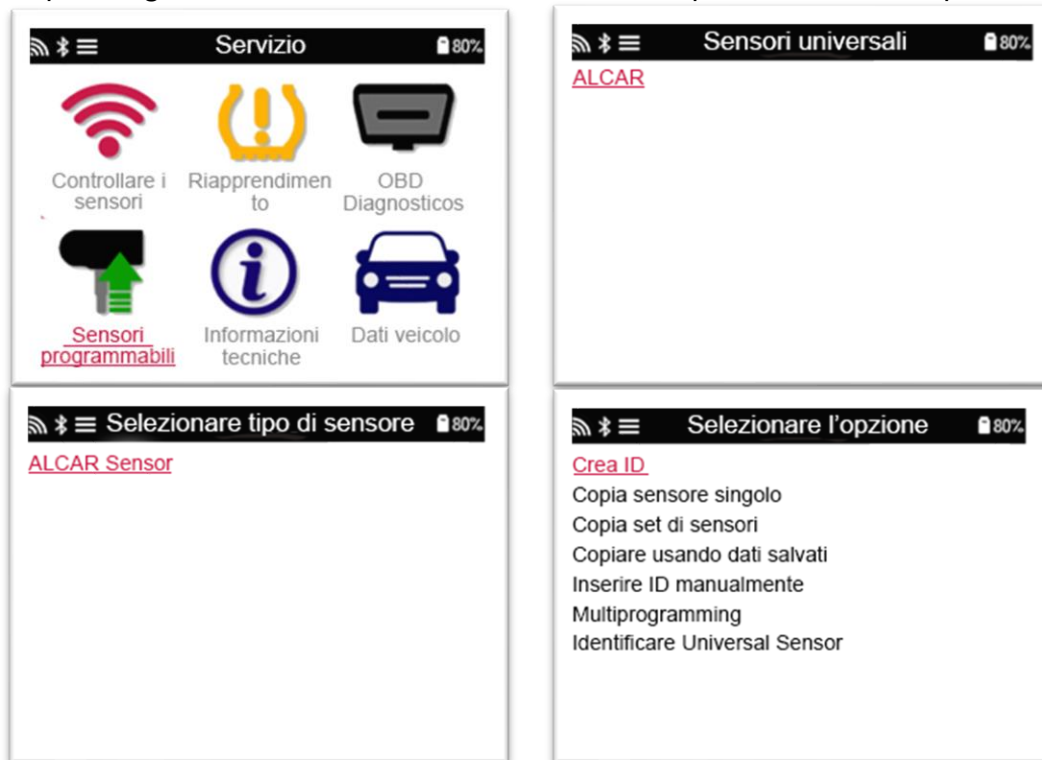 Servizio 80%
Controllare i
sensori
Riapprendimen
to
OBD
Diagnosticos
Sensori
programmabili
Informazioni
tecniche
Dati veicolo
Sensori universali 80%
ALCAR
Selezionare tipo di sensore 80%
ALCAR Sensor
Selezionare l'opzione 80%
Crea ID
Copia sensore singolo
Copia set di sensori
Copiare usando dati salvati
Inserire ID manualmente
Multiprogramming
Identificare Universal Sensor